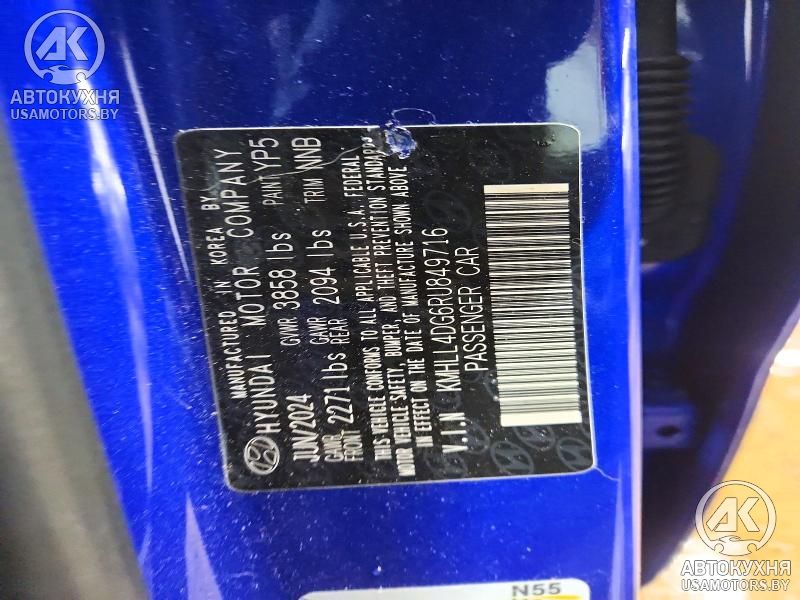 АК
АВТОКУХНЯ
USAMOTORS.BY
MANUFACTURED IN KOREA BY
HYUNDAI MOTOR COMPANY
JUN/2024 GVWR 3858 lbs PAINT YP5
GAWR FRONT 2271 lbs GAWR REAR 2094 lbs TRIM NNB
THIS VEHICLE CONFORMS TO ALL APPLICABLE U.S.A. FEDERAL
MOTOR VEHICLE SAFETY, BUMPER, AND THEFT PREVENTION STANDARDS
IN EFFECT ON THE DATE OF MANUFACTURE SHOWN ABOVE
V.I.N KMHLL4DG6RU849716
PASSENGER CAR
N55
АК
АВТОКУХНЯ
USAMOTORS.BY